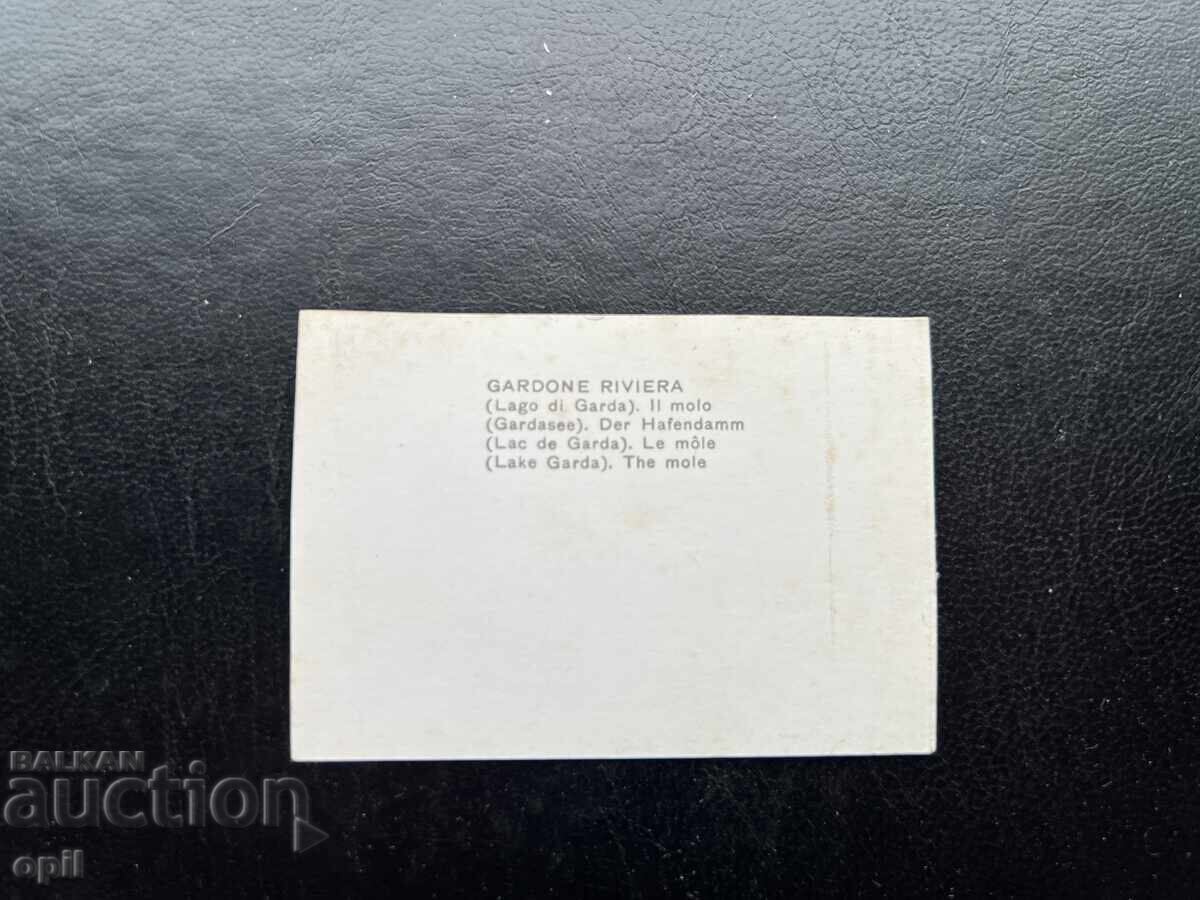 GARDONE RIVIERA
(Lago di Garda). Il molo
(Gardasee). Der Hafendamm
(Lac de Garda). Le môle
(Lake Garda). The mole
BALKAN
auction
opil